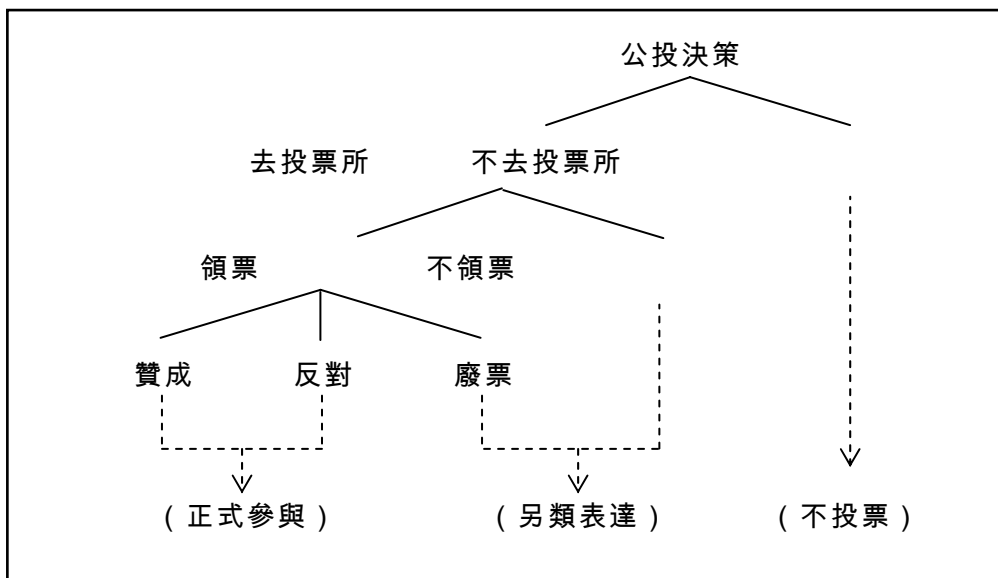 公投決策
去投票所 不去投票所
領票 不領票
贊成 反對 廢票
（正式參與） （另類表達） （不投票）